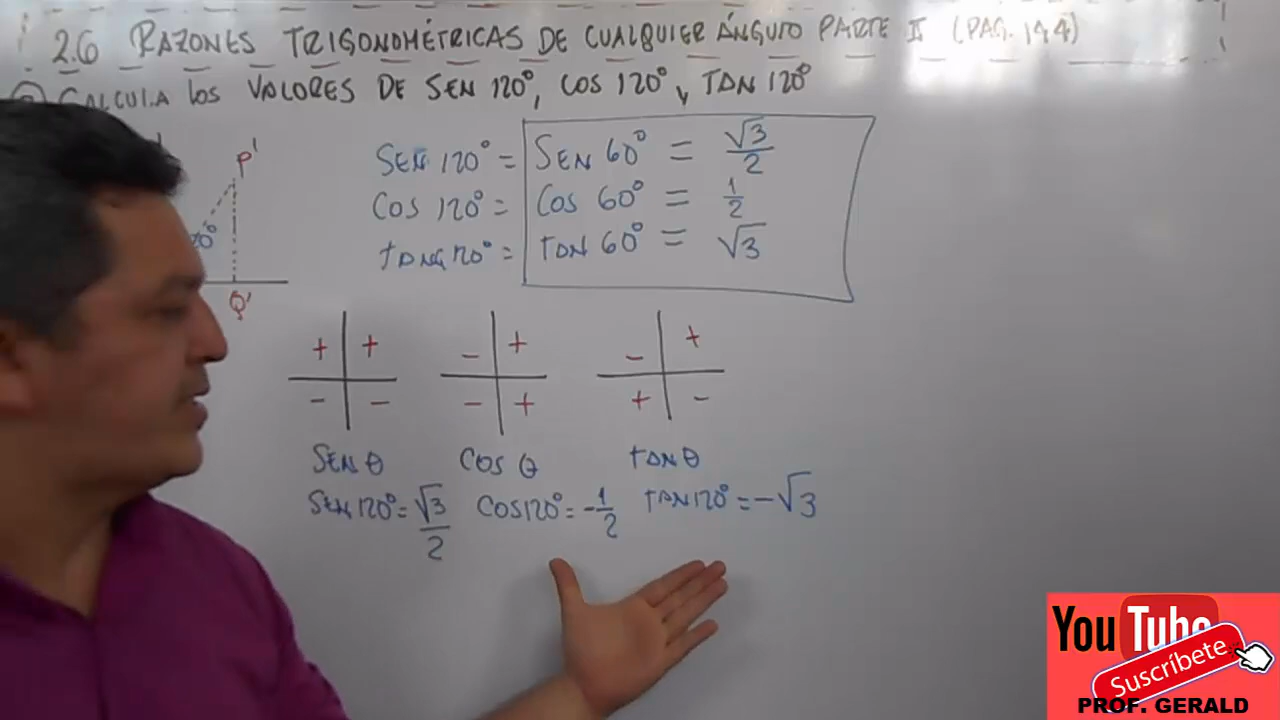 2.6 RAZONES TRIGONOMÉTRICAS DE CUALQUIER ÁNGULO PARTE II (PAG. 144)
CALCULA los VALORES DE SEN 120°, COS 120° y TAN 120°
P'
Q'
SEN 120° = SEN 60° = √3/2
COS 120° = COS 60° = 1/2
tANG 120° = tAN 60° = √3
+ +
- -
SEN θ
SEN 120° = √3/2
- +
- +
COS θ
COS 120° = -1/2
- +
+ -
tAN θ
TAN 120° = -√3
YouTube
Suscríbete
PROF. GERALD